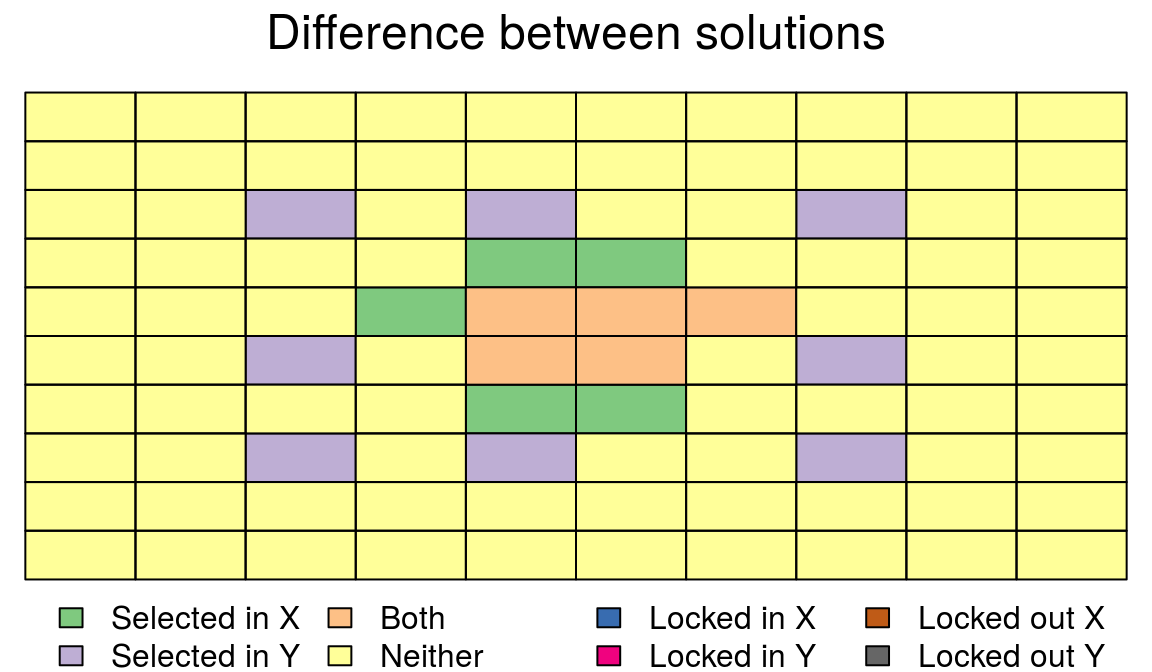 Difference between solutions
Selected in X Both Locked in X Locked out X
Selected in Y Neither Locked in Y Locked out Y